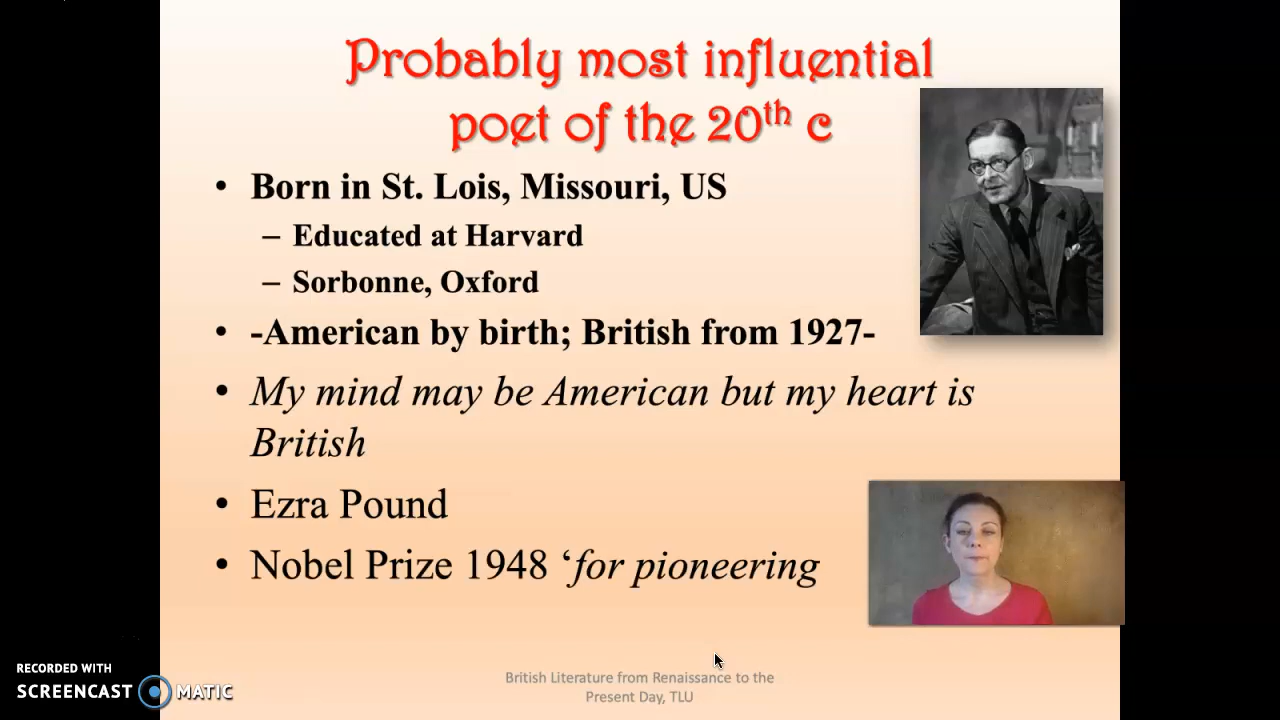 Probably most influential
poet of the 20th c
• Born in St. Lois, Missouri, US
– Educated at Harvard
– Sorbonne, Oxford
• -American by birth; British from 1927-
• My mind may be American but my heart is
British
• Ezra Pound
• Nobel Prize 1948 ‘for pioneering
British Literature from Renaissance to the
Present Day, TLU
RECORDED WITH
SCREENCAST MATIC